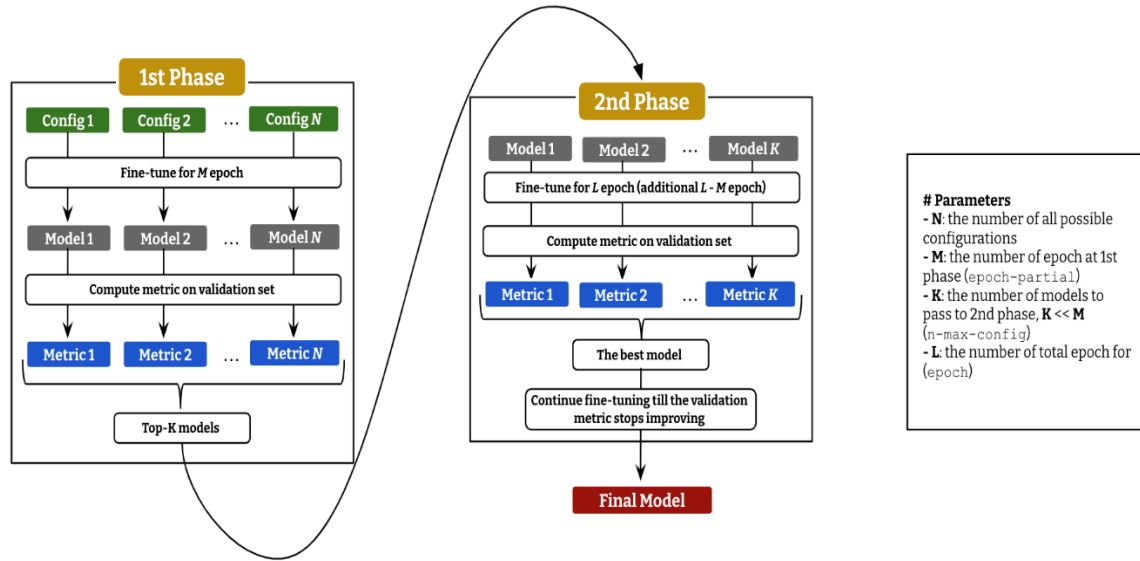 1st Phase
Config 1 Config 2 ... Config N
Fine-tune for M epoch
Model 1 Model 2 ... Model N
Compute metric on validation set
Metric 1 Metric 2 ... Metric N
Top-K models
2nd Phase
Model 1 Model 2 ... Model K
Fine-tune for L epoch (additional L - M epoch)
Compute metric on validation set
Metric 1 Metric 2 ... Metric K
The best model
Continue fine-tuning till the validation
metric stops improving
Final Model
# Parameters
- N: the number of all possible
configurations
- M: the number of epoch at 1st
phase (epoch-partial)
- K: the number of models to
pass to 2nd phase, K << M
(n-max-config)
- L: the number of total epoch for
(epoch)